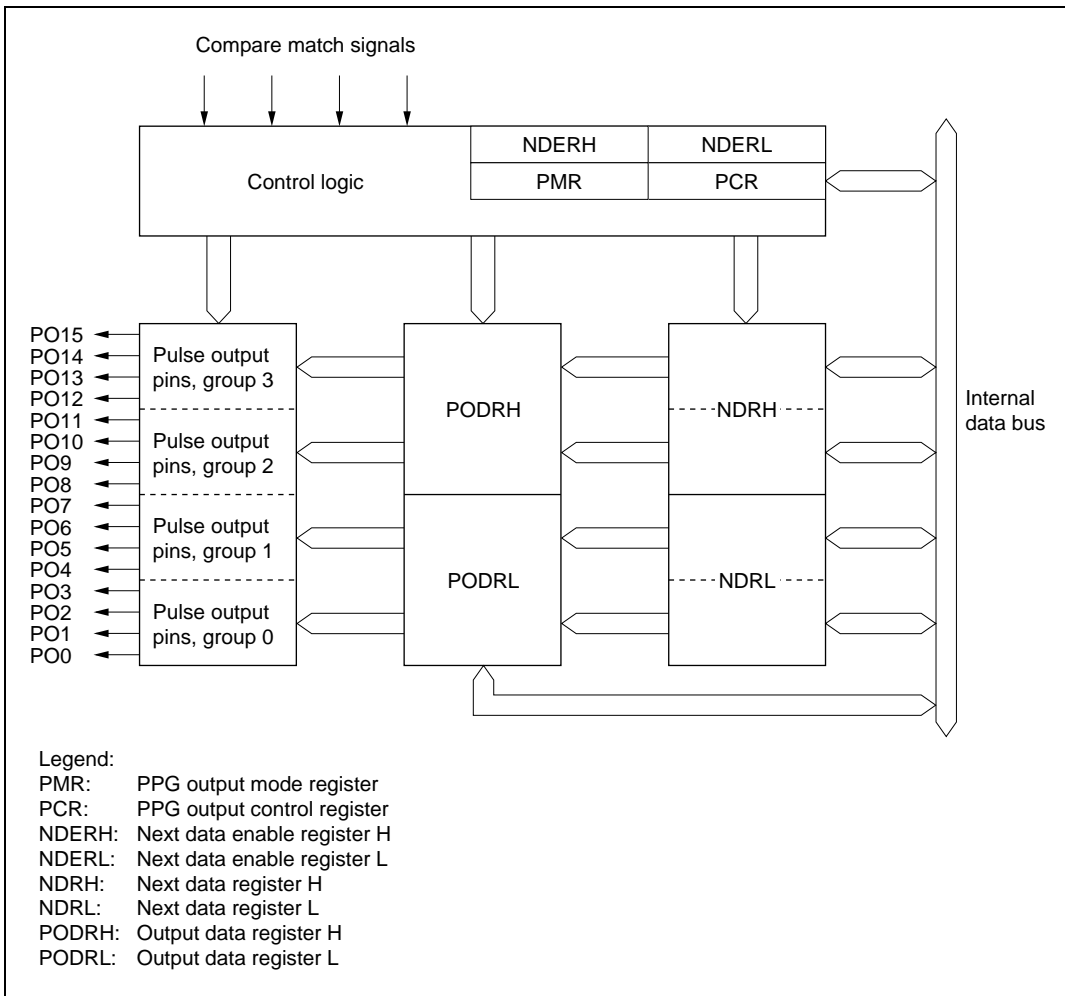 Compare match signals
NDERH NDERL
Control logic PMR PCR
PO15
PO14
PO13
PO12
PO11
PO10
PO9
PO8
PO7
PO6
PO5
PO4
PO3
PO2
PO1
PO0
Pulse output
pins, group 3
Pulse output
pins, group 2
Pulse output
pins, group 1
Pulse output
pins, group 0
PODRH
PODRL
NDRH
NDRL
Internal
data bus
Legend:
PMR: PPG output mode register
PCR: PPG output control register
NDERH: Next data enable register H
NDERL: Next data enable register L
NDRH: Next data register H
NDRL: Next data register L
PODRH: Output data register H
PODRL: Output data register L